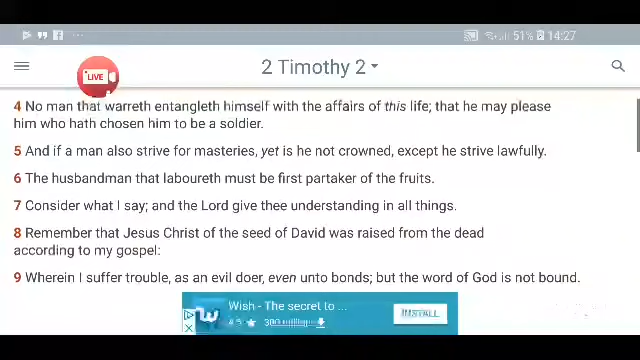 51% 14:27
2 Timothy 2
LIVE
4 No man that warreth entangleth himself with the affairs of this life; that he may please
him who hath chosen him to be a soldier.
5 And if a man also strive for masteries, yet is he not crowned, except he strive lawfully.
6 The husbandman that laboureth must be first partaker of the fruits.
7 Consider what I say; and the Lord give thee understanding in all things.
8 Remember that Jesus Christ of the seed of David was raised from the dead
according to my gospel:
9 Wherein I suffer trouble, as an evil doer, even unto bonds; but the word of God is not bound.
Wish - The secret to ...
INSTALL